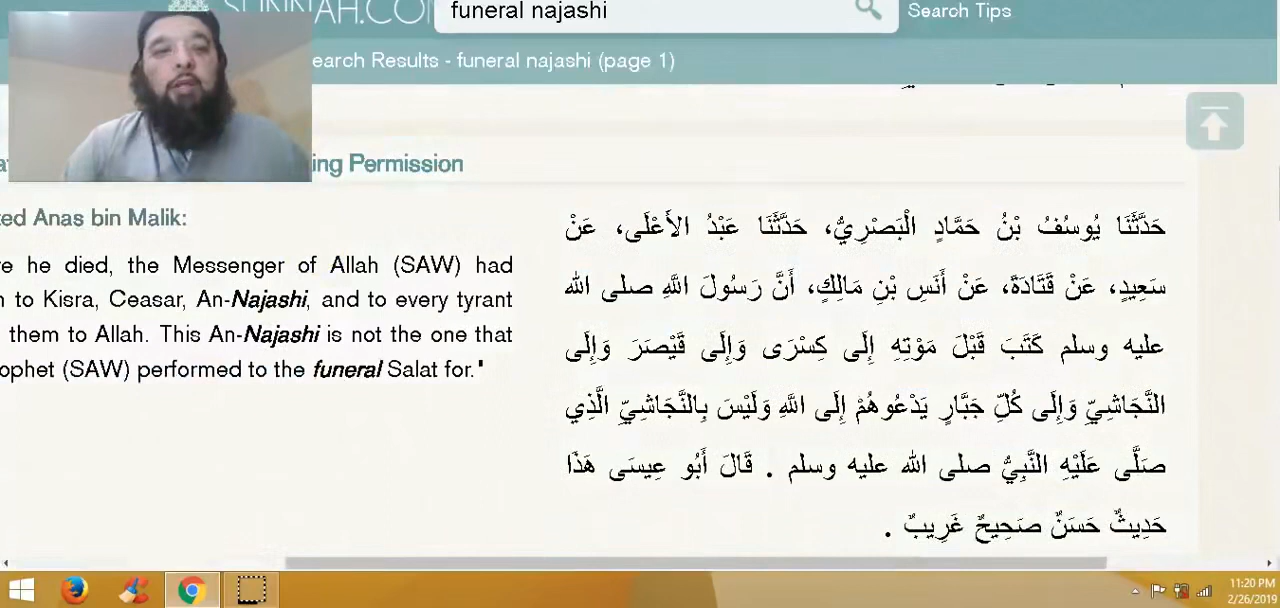 SUNNAH.COM
funeral najashi
Search Tips
earch Results - funeral najashi (page 1)
ing Permission
ted Anas bin Malik:
re he died, the Messenger of Allah (SAW) had
n to Kisra, Ceasar, An-Najashi, and to every tyrant
them to Allah. This An-Najashi is not the one that
ophet (SAW) performed to the funeral Salat for."
حَدَّثَنَا يُوسُفُ بْنُ حَمَّادٍ الْبَصْرِيُّ، حَدَّثَنَا عَبْدُ الأَعْلَى، عَنْ
سَعِيدٍ، عَنْ قَتَادَةَ، عَنْ أَنَسِ بْنِ مَالِكٍ، أَنَّ رَسُولَ اللَّهِ صلى الله
عليه وسلم كَتَبَ قَبْلَ مَوْتِهِ إِلَى كِسْرَى وَإِلَى قَيْصَرَ وَإِلَى
النَّجَاشِيِّ وَإِلَى كُلِّ جَبَّارٍ يَدْعُوهُمْ إِلَى اللَّهِ وَلَيْسَ بِالنَّجَاشِيِّ الَّذِي
صَلَّى عَلَيْهِ النَّبِيُّ صلى الله عليه وسلم . قَالَ أَبُو عِيسَى هَذَا
حَدِيثٌ حَسَنٌ صَحِيحٌ غَرِيبٌ .
11:20 PM
2/26/2019